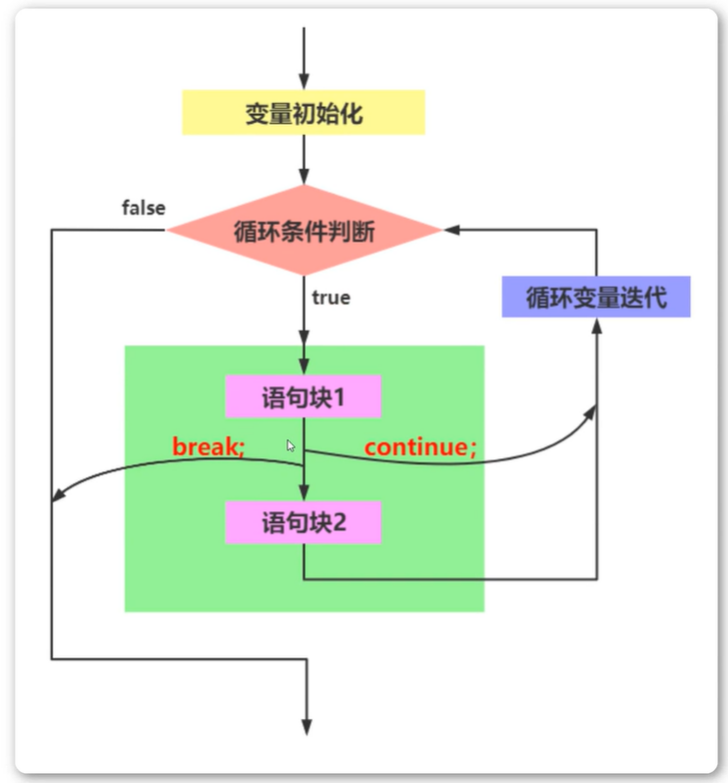 变量初始化
false
循环条件判断
true
循环变量迭代
语句块1
break;
continue;
语句块2